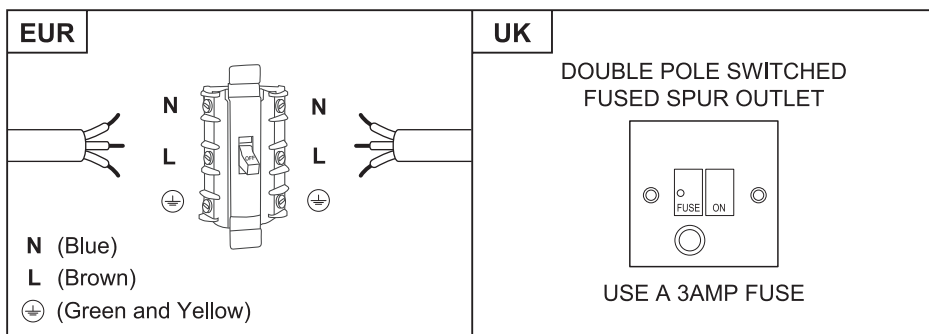 EUR
N
N
L
L
OFF
N (Blue)
L (Brown)
(Green and Yellow)
UK
DOUBLE POLE SWITCHED
FUSED SPUR OUTLET
FUSE
ON
USE A 3AMP FUSE